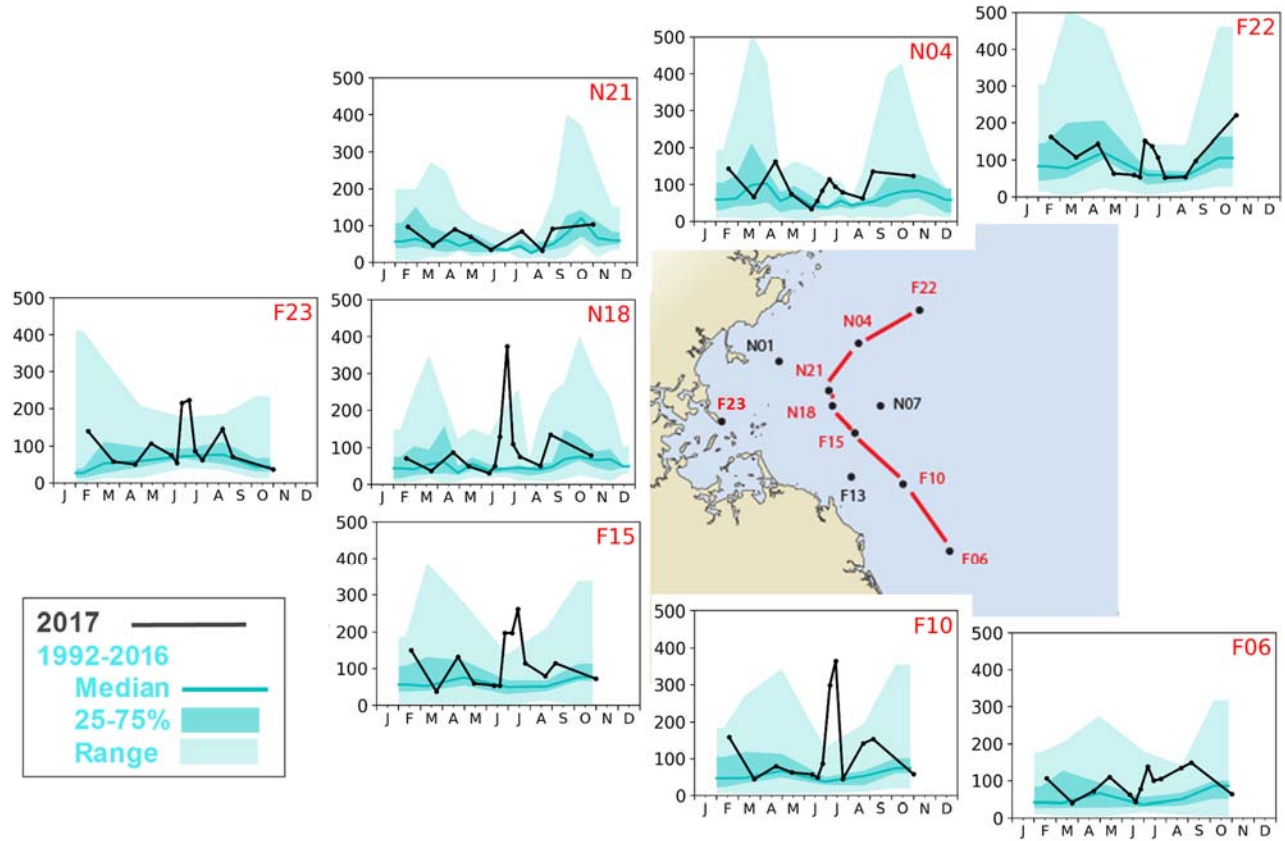 N21
500
400
300
200
100
0
J F M A M J J A S O N D
N04
500
400
300
200
100
0
J F M A M J J A S O N D
F22
500
400
300
200
100
0
J F M A M J J A S O N D
F23
500
400
300
200
100
0
J F M A M J J A S O N D
N18
500
400
300
200
100
0
J F M A M J J A S O N D
F22
N04
N01
N21
F23
N18
N07
F15
F13
F10
F06
F15
500
400
300
200
100
0
J F M A M J J A S O N D
2017
1992-2016
Median
25-75%
Range
F10
500
400
300
200
100
0
J F M A M J J A S O N D
F06
500
400
300
200
100
0
J F M A M J J A S O N D